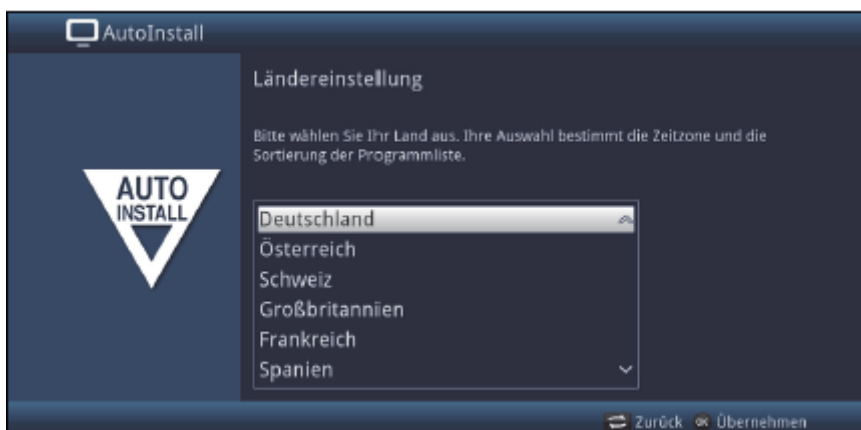 AutoInstall
Ländereinstellung
Bitte wählen Sie Ihr Land aus. Ihre Auswahl bestimmt die Zeitzone und die
Sortierung der Programmliste.
AUTO
INSTALL
Deutschland
Österreich
Schweiz
Großbritannien
Frankreich
Spanien
Zurück OK Übernehmen